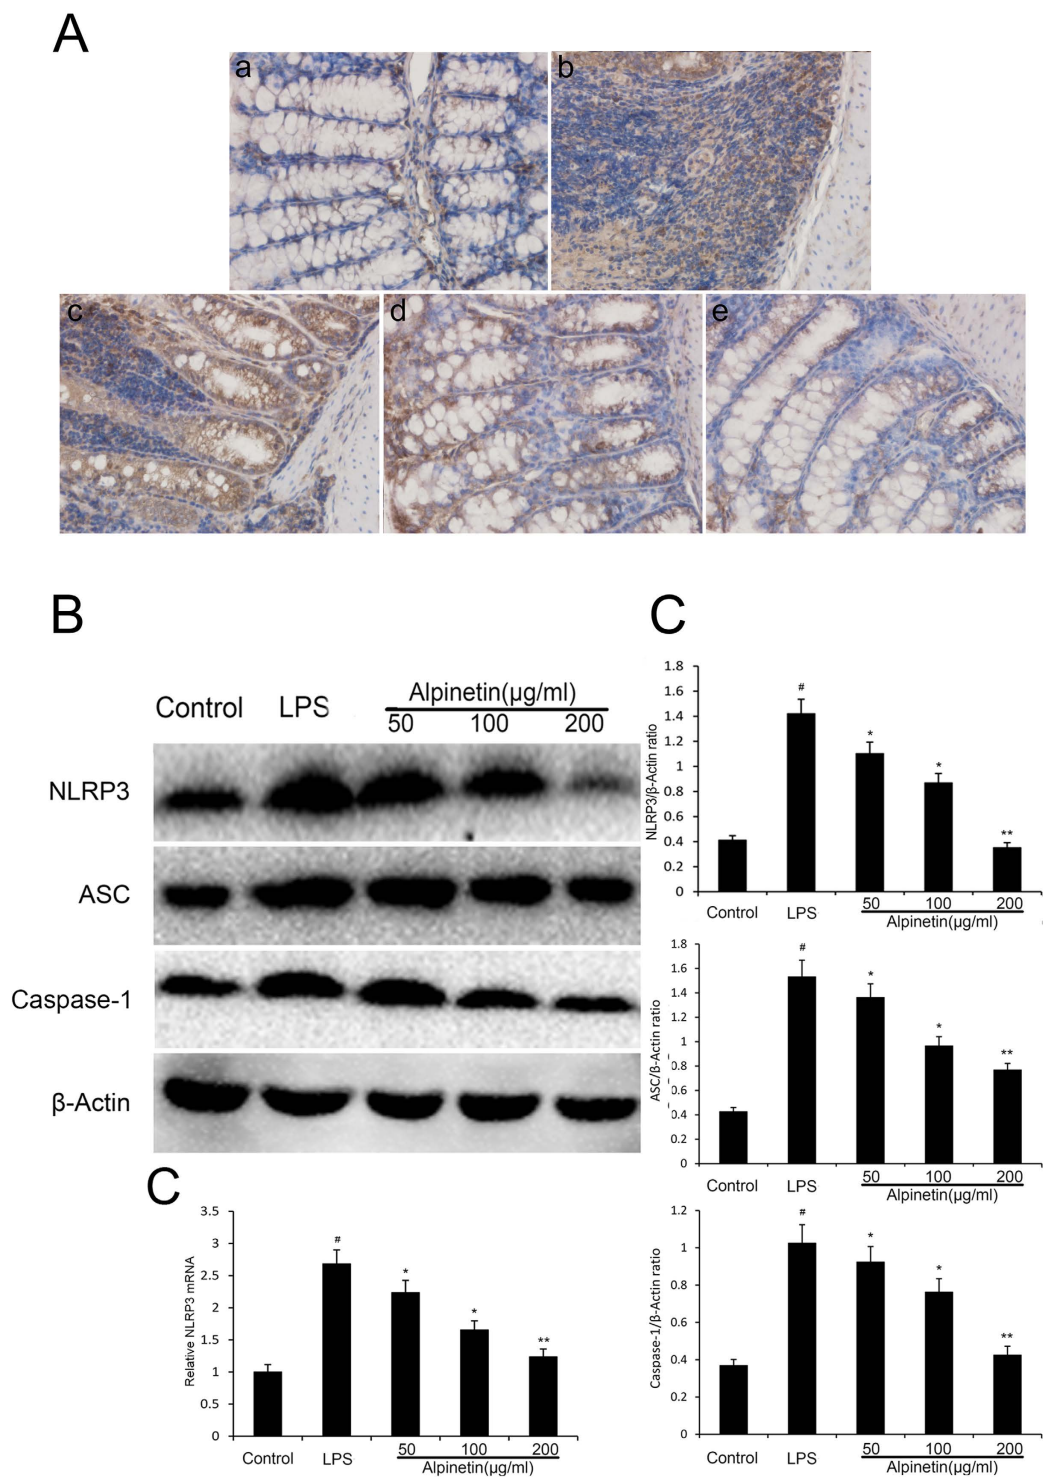 A
a
b
c
d
e
B
Control LPS Alpinetin(μg/ml)
50 100 200
NLRP3
ASC
Caspase-1
β-Actin
C
NLRP3/β-Actin ratio
1.8
1.6
1.4
1.2
1
0.8
0.6
0.4
0.2
0
#
*
*
**
Control LPS 50 100 200
Alpinetin(μg/ml)
ASC/β-Actin ratio
1.8
1.6
1.4
1.2
1
0.8
0.6
0.4
0.2
0
#
*
*
**
Control LPS 50 100 200
Alpinetin(μg/ml)
Caspase-1/β-Actin ratio
1.2
1
0.8
0.6
0.4
0.2
0
#
*
*
**
Control LPS 50 100 200
Alpinetin(μg/ml)
C
Relative NLRP3 mRNA
3.5
3
2.5
2
1.5
1
0.5
0
#
*
*
**
Control LPS 50 100 200
Alpinetin(μg/ml)